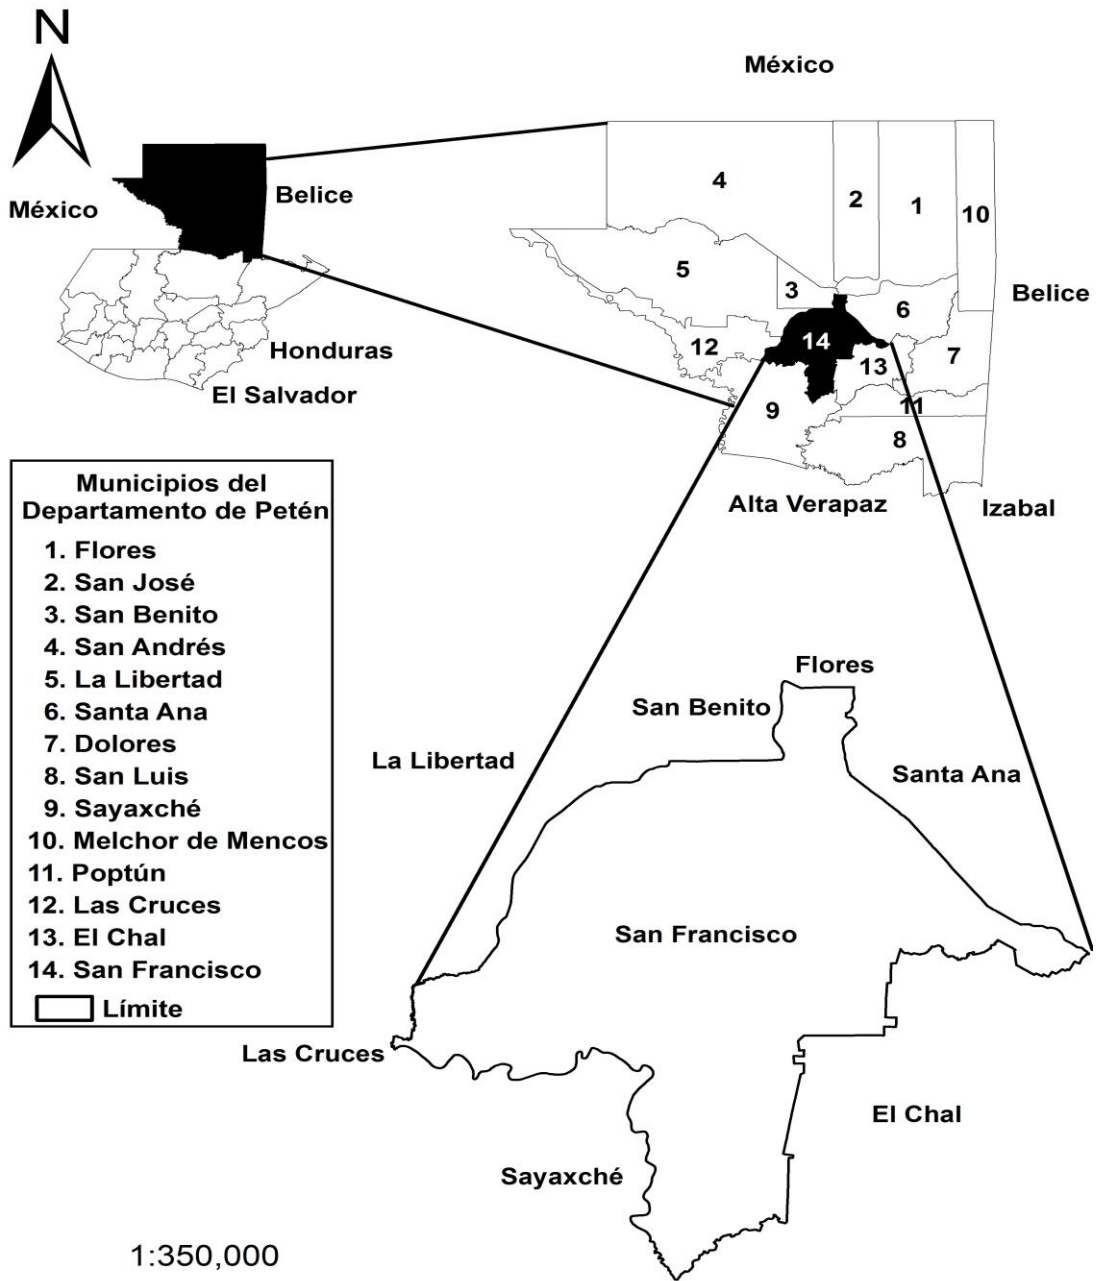 N
México
México
Belice
Honduras
El Salvador
4
2
1
10
5
3
6
Belice
12
14
13
7
9
11
8
Alta Verapaz
Izabal
Municipios del
Departamento de Petén
1. Flores
2. San José
3. San Benito
4. San Andrés
5. La Libertad
6. Santa Ana
7. Dolores
8. San Luis
9. Sayaxché
10. Melchor de Mencos
11. Poptún
12. Las Cruces
13. El Chal
14. San Francisco
Límite
Flores
San Benito
La Libertad
Santa Ana
San Francisco
Las Cruces
El Chal
Sayaxché
1:350,000